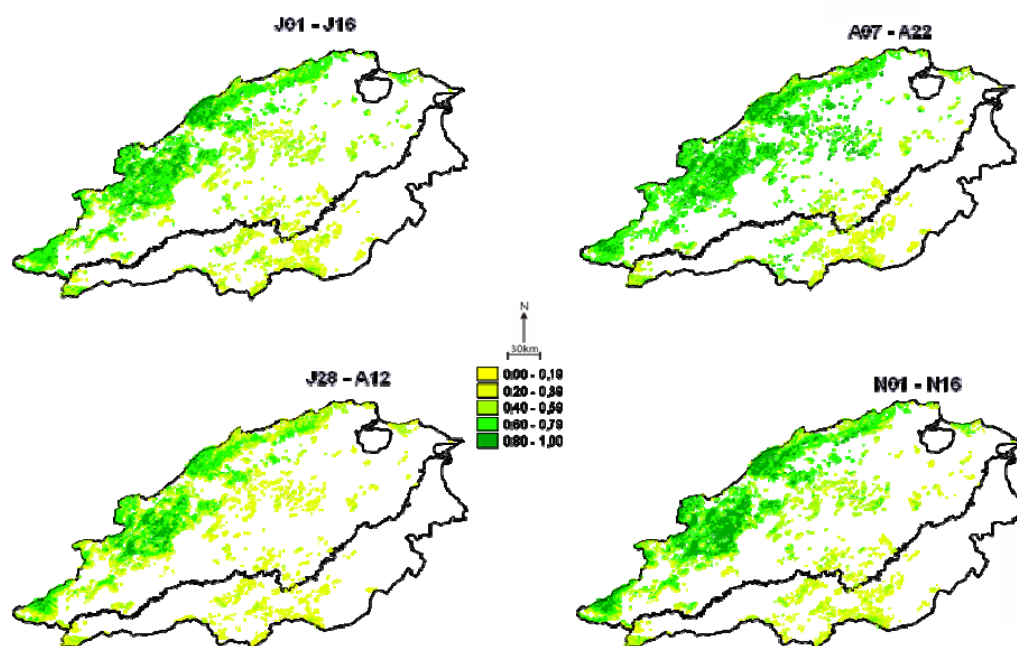 J01 - J16
A07 - A22
N
30km
J28 - A12
N01 - N16
0,00 - 0,19
0,20 - 0,39
0,40 - 0,59
0,60 - 0,79
0,80 - 1,00